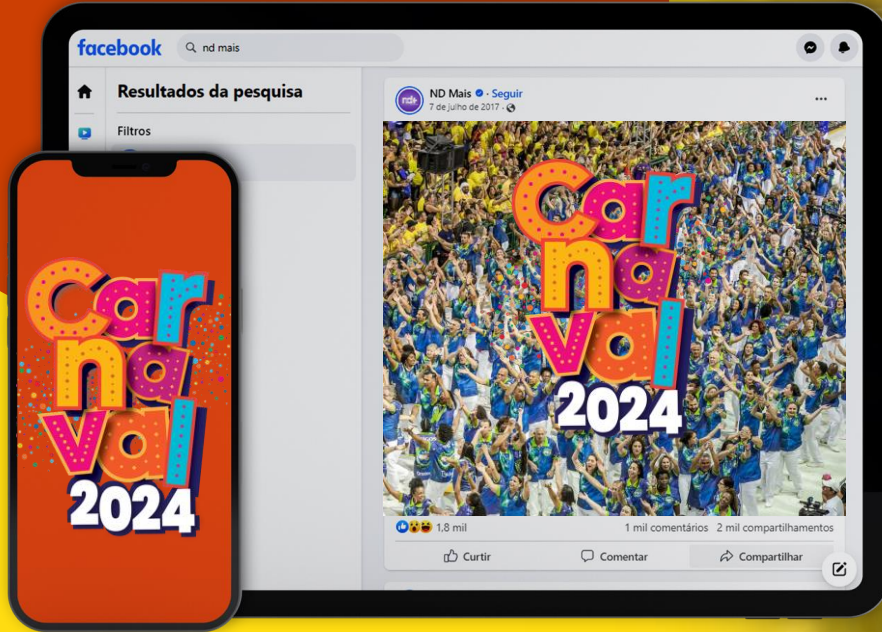 facebook
nd mais
Resultados da pesquisa
Filtros
nd+
ND Mais · Seguir
7 de julho de 2017 ·
Car
na
val
2024
Car
na
val
2024
1,8 mil
1 mil comentários 2 mil compartilhamentos
Curtir
Comentar
Compartilhar